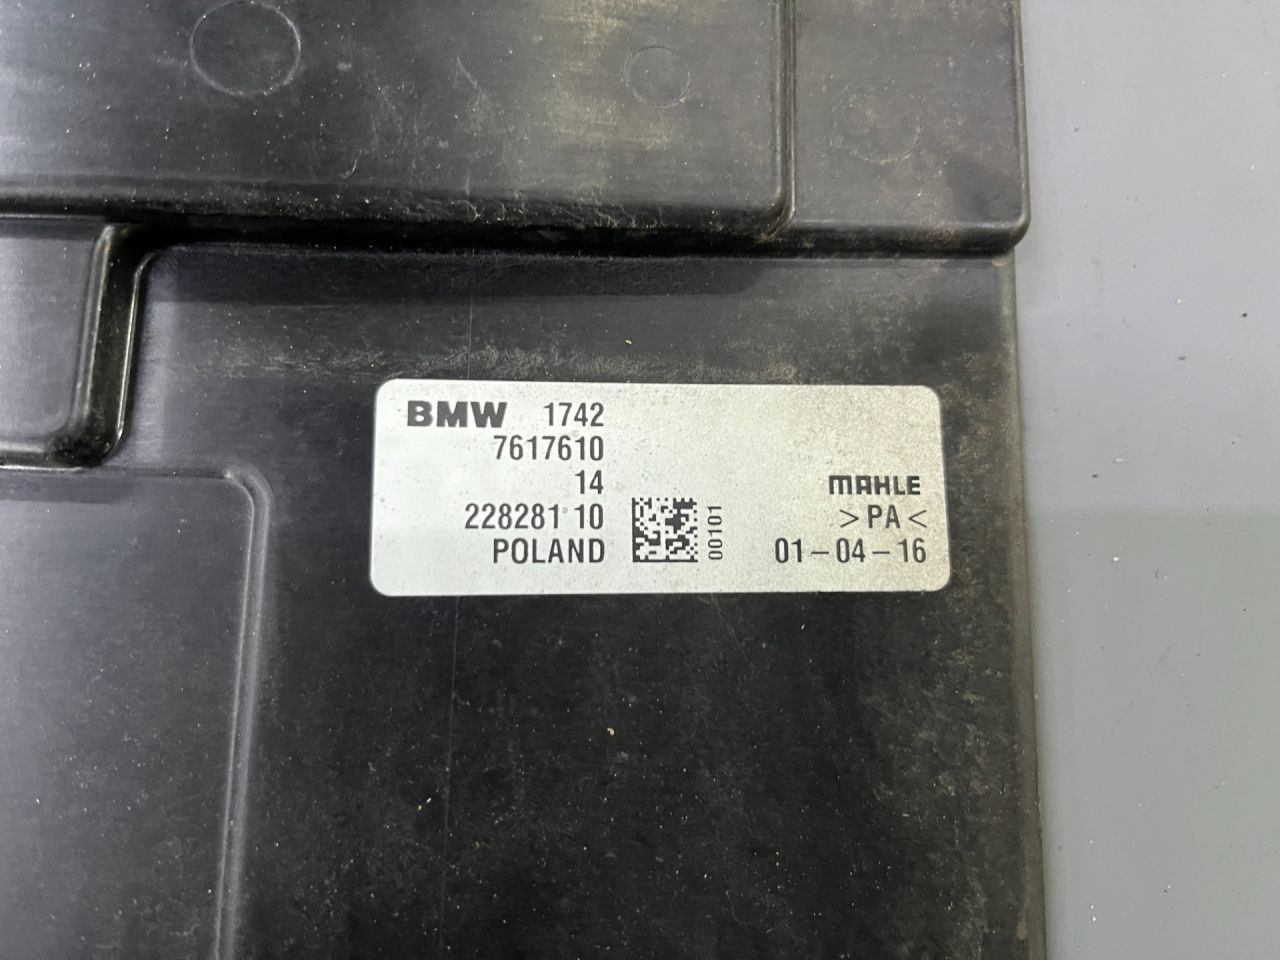 BMW 1742
7617610
14
228281 10
POLAND
00101
MAHLE
>PA<
01-04-16